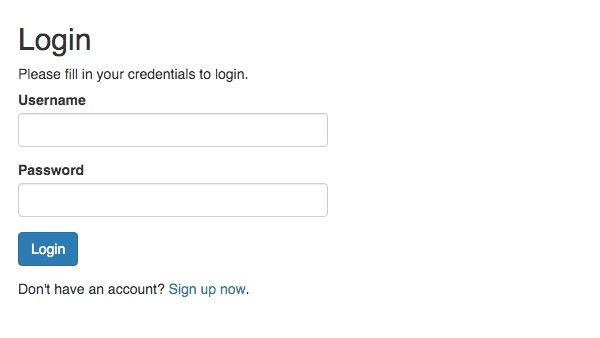 Login
Please fill in your credentials to login.
Username
Password
Login
Don't have an account? Sign up now.